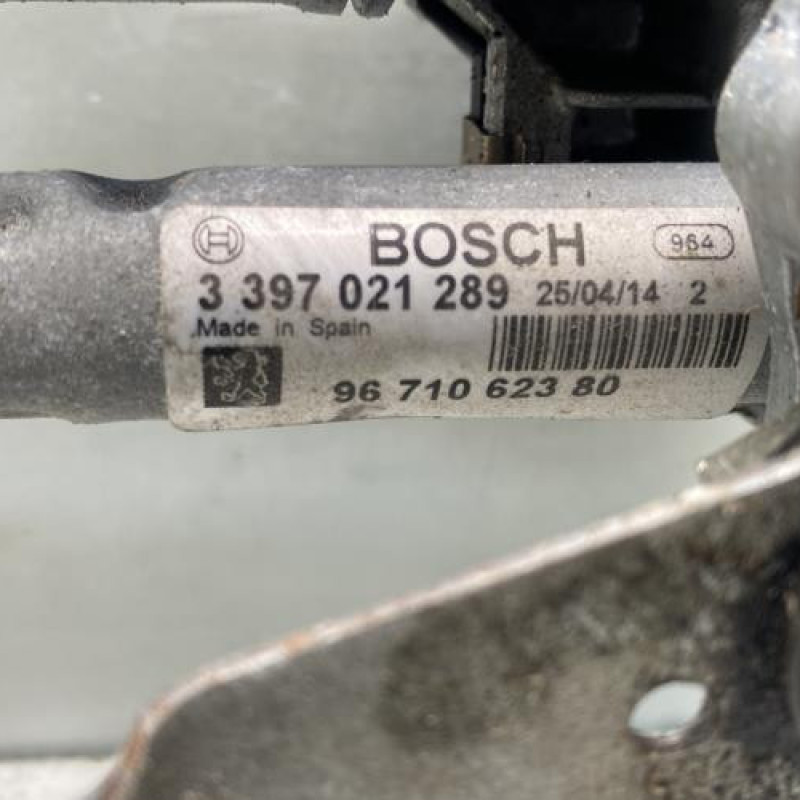 BOSCH 964
3 397 021 289 25/04/14 2
Made in Spain
96 710 623 80